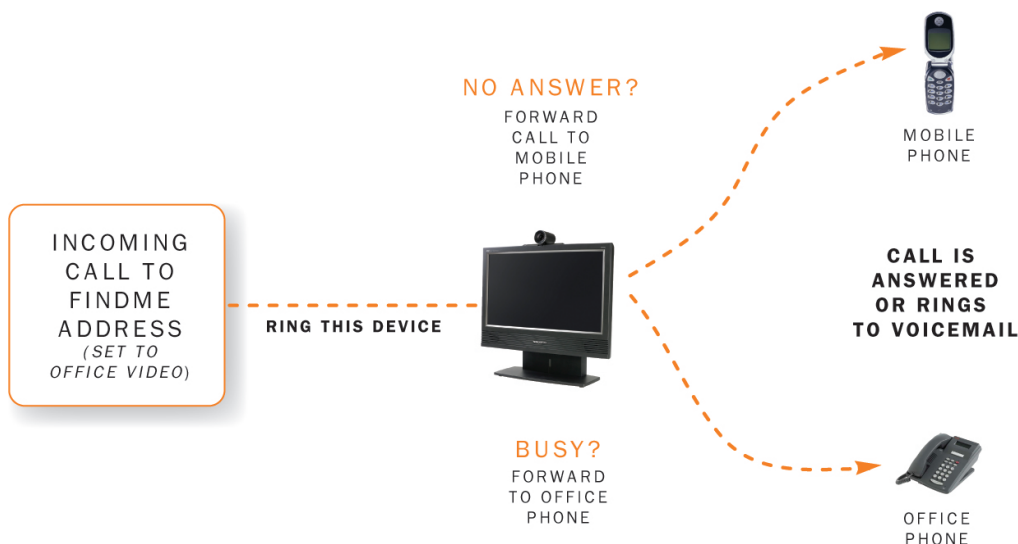 NO ANSWER?
FORWARD
CALL TO
MOBILE
PHONE
MOBILE
PHONE
INCOMING
CALL TO
FINDME
ADDRESS
(SET TO
OFFICE VIDEO)
RING THIS DEVICE
CALL IS
ANSWERED
OR RINGS
TO VOICEMAIL
BUSY?
FORWARD
TO OFFICE
PHONE
OFFICE
PHONE